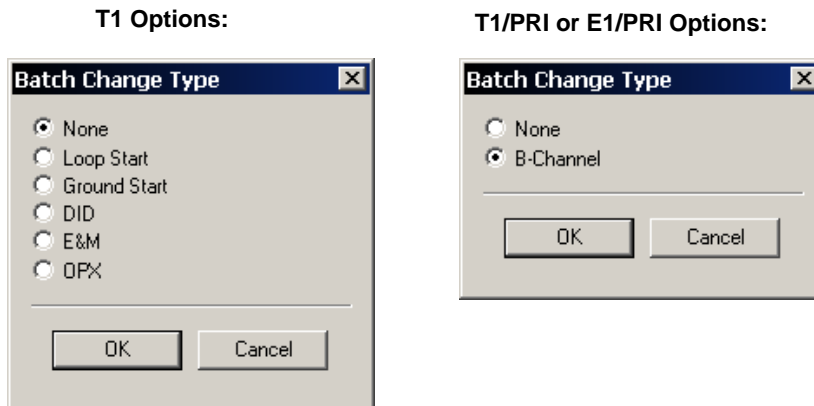 T1 Options:
Batch Change Type
None
Loop Start
Ground Start
DID
E&M
OPX
OK Cancel
T1/PRI or E1/PRI Options:
Batch Change Type
None
B-Channel
OK Cancel